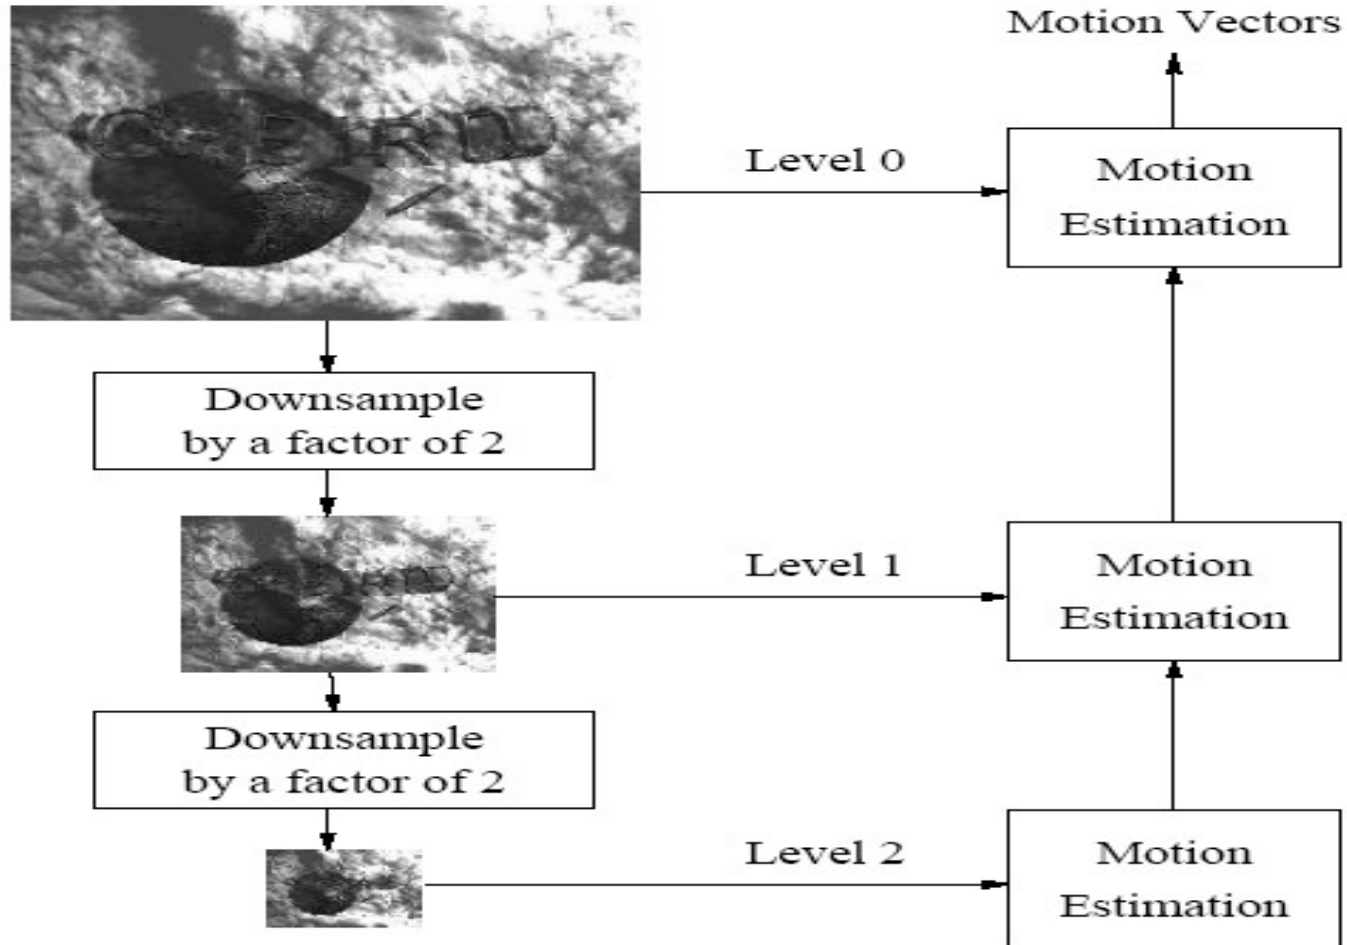 Motion Vectors
Level 0
Motion
Estimation
Downsample
by a factor of 2
Level 1
Motion
Estimation
Downsample
by a factor of 2
Level 2
Motion
Estimation